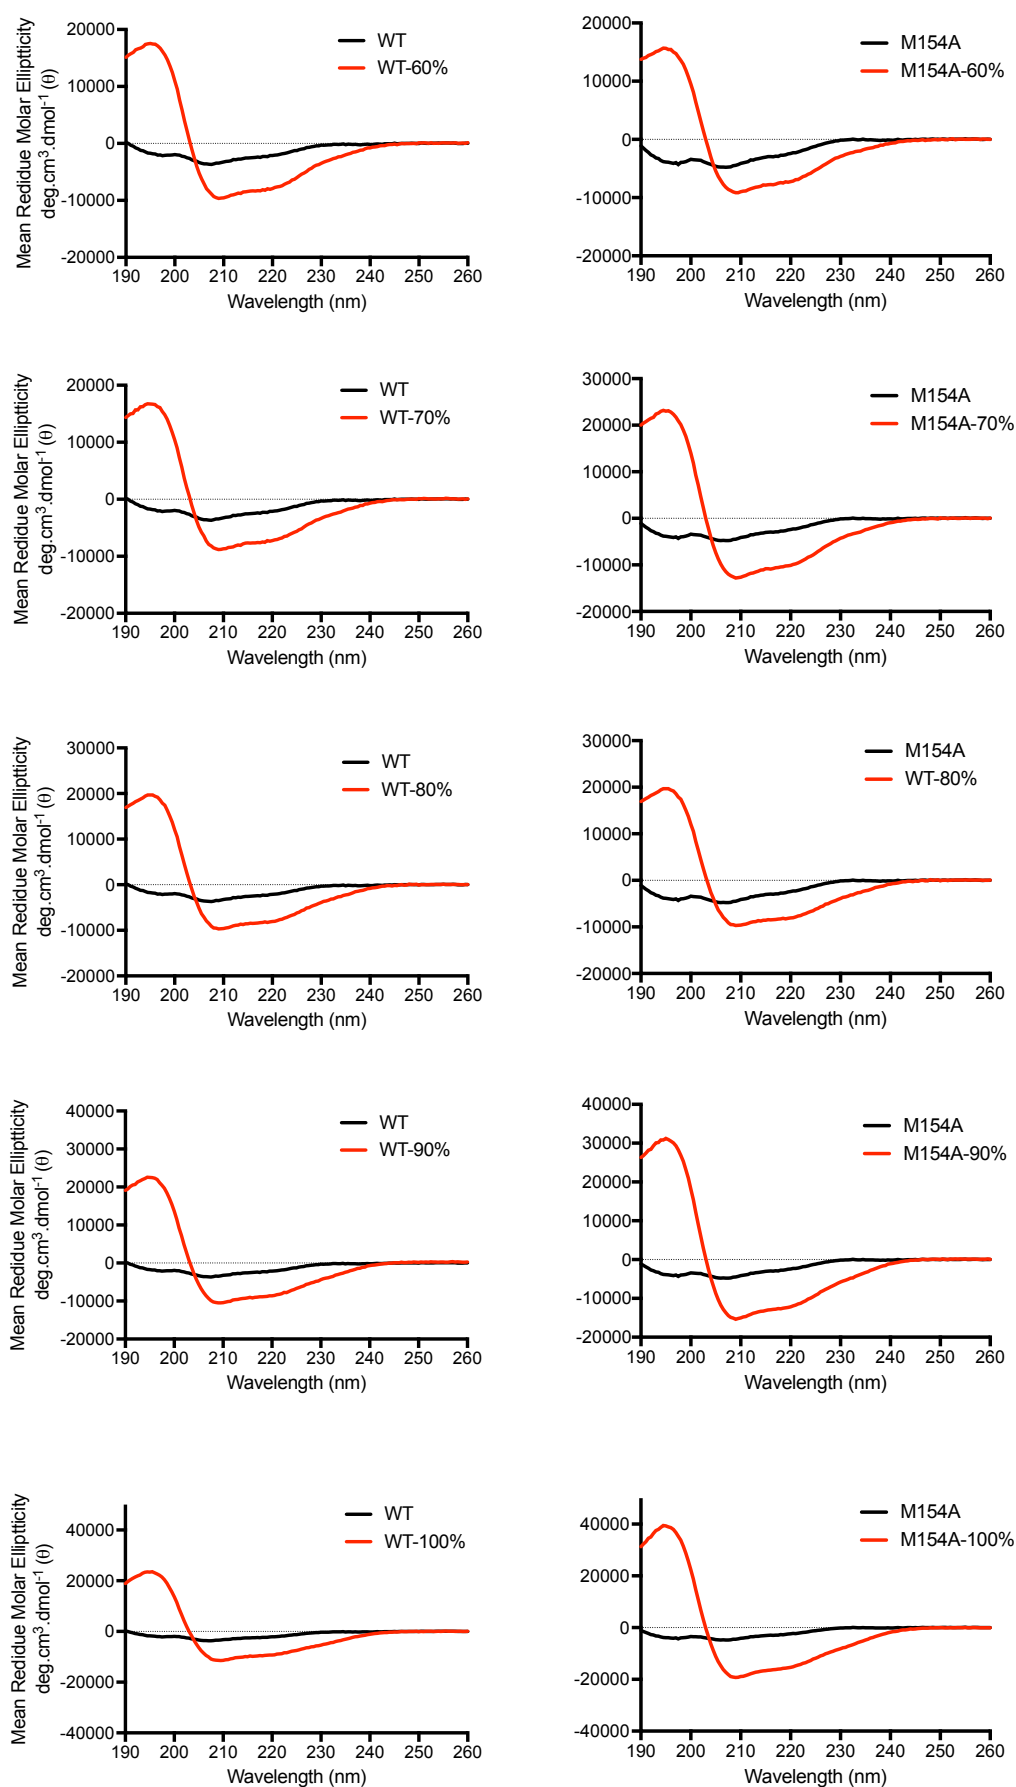 Mean Redidue Molar Elliptticity
deg.cm³.dmol⁻¹ (θ)
20000
10000
0
-10000
-20000
190 200 210 220 230 240 250 260
Wavelength (nm)
WT
WT-60%
20000
10000
0
-10000
-20000
190 200 210 220 230 240 250 260
Wavelength (nm)
M154A
M154A-60%
Mean Redidue Molar Elliptticity
deg.cm³.dmol⁻¹ (θ)
20000
10000
0
-10000
-20000
190 200 210 220 230 240 250 260
Wavelength (nm)
WT
WT-70%
30000
20000
10000
0
-10000
-20000
190 200 210 220 230 240 250 260
Wavelength (nm)
M154A
M154A-70%
Mean Redidue Molar Elliptticity
deg.cm³.dmol⁻¹ (θ)
30000
20000
10000
0
-10000
-20000
190 200 210 220 230 240 250 260
Wavelength (nm)
WT
WT-80%
30000
20000
10000
0
-10000
-20000
190 200 210 220 230 240 250 260
Wavelength (nm)
M154A
WT-80%
Mean Redidue Molar Elliptticity
deg.cm³.dmol⁻¹ (θ)
40000
30000
20000
10000
0
-10000
-20000
190 200 210 220 230 240 250 260
Wavelength (nm)
WT
WT-90%
40000
30000
20000
10000
0
-10000
-20000
190 200 210 220 230 240 250 260
Wavelength (nm)
M154A
M154A-90%
Mean Redidue Molar Elliptticity
deg.cm³.dmol⁻¹ (θ)
40000
20000
0
-20000
-40000
190 200 210 220 230 240 250 260
Wavelength (nm)
WT
WT-100%
40000
20000
0
-20000
-40000
190 200 210 220 230 240 250 260
Wavelength (nm)
M154A
M154A-100%